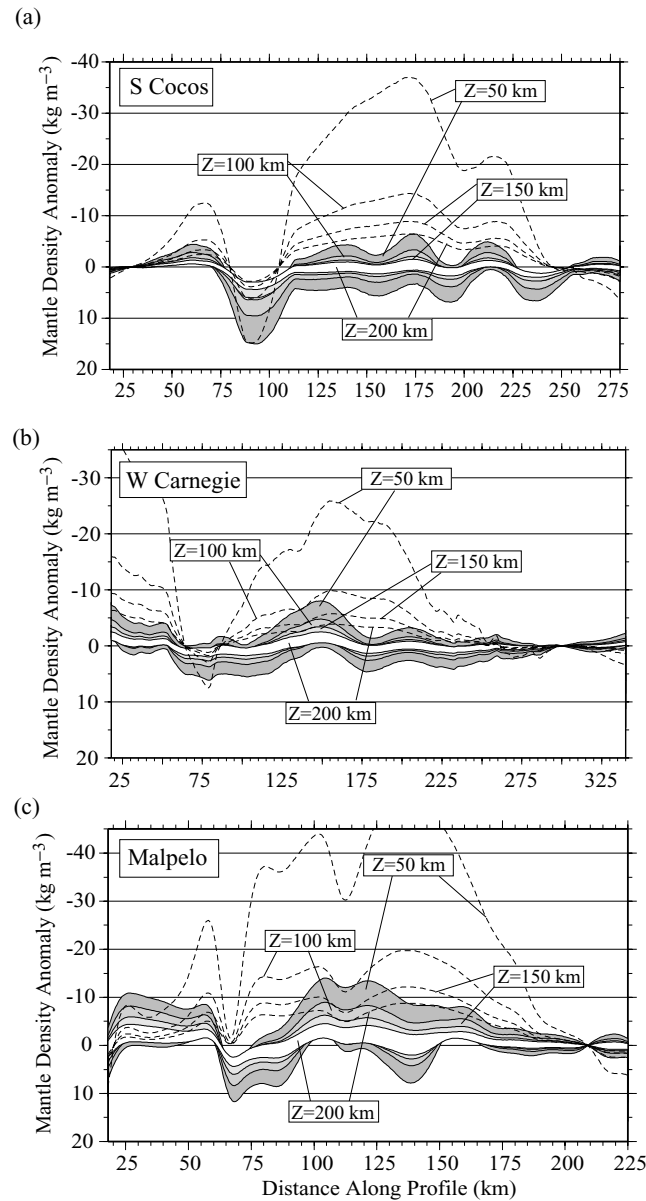 (a)
S Cocos
Z=50 km
Z=100 km
Z=150 km
Z=200 km
Mantle Density Anomaly (kg m⁻³)
-40
-30
-20
-10
0
10
20
25 50 75 100 125 150 175 200 225 250 275
(b)
W Carnegie
Z=50 km
Z=100 km
Z=150 km
Z=200 km
Mantle Density Anomaly (kg m⁻³)
-30
-20
-10
0
10
20
25 75 125 175 225 275 325
(c)
Malpelo
Z=50 km
Z=100 km
Z=150 km
Z=200 km
Mantle Density Anomaly (kg m⁻³)
-40
-30
-20
-10
0
10
20
25 50 75 100 125 150 175 200 225
Distance Along Profile (km)